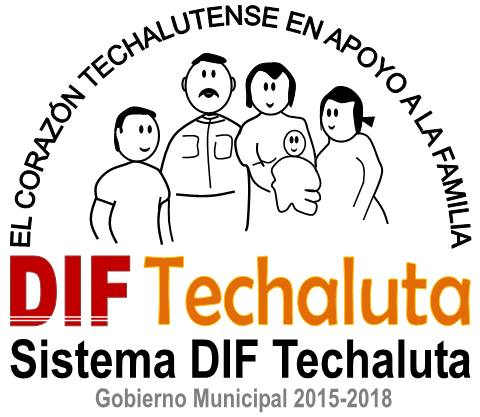 EL CORAZÓN TECHALUTENSE EN APOYO A LA FAMILIA
DIF Techaluta
Sistema DIF Techaluta
Gobierno Municipal 2015-2018